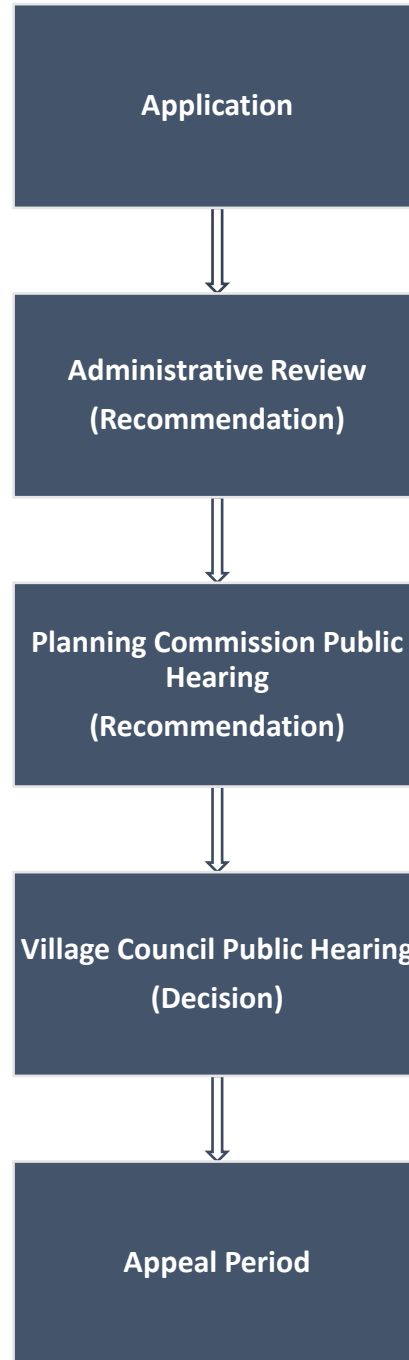 Application
Administrative Review
(Recommendation)
Planning Commission Public
Hearing
(Recommendation)
Village Council Public Hearing
(Decision)
Appeal Period